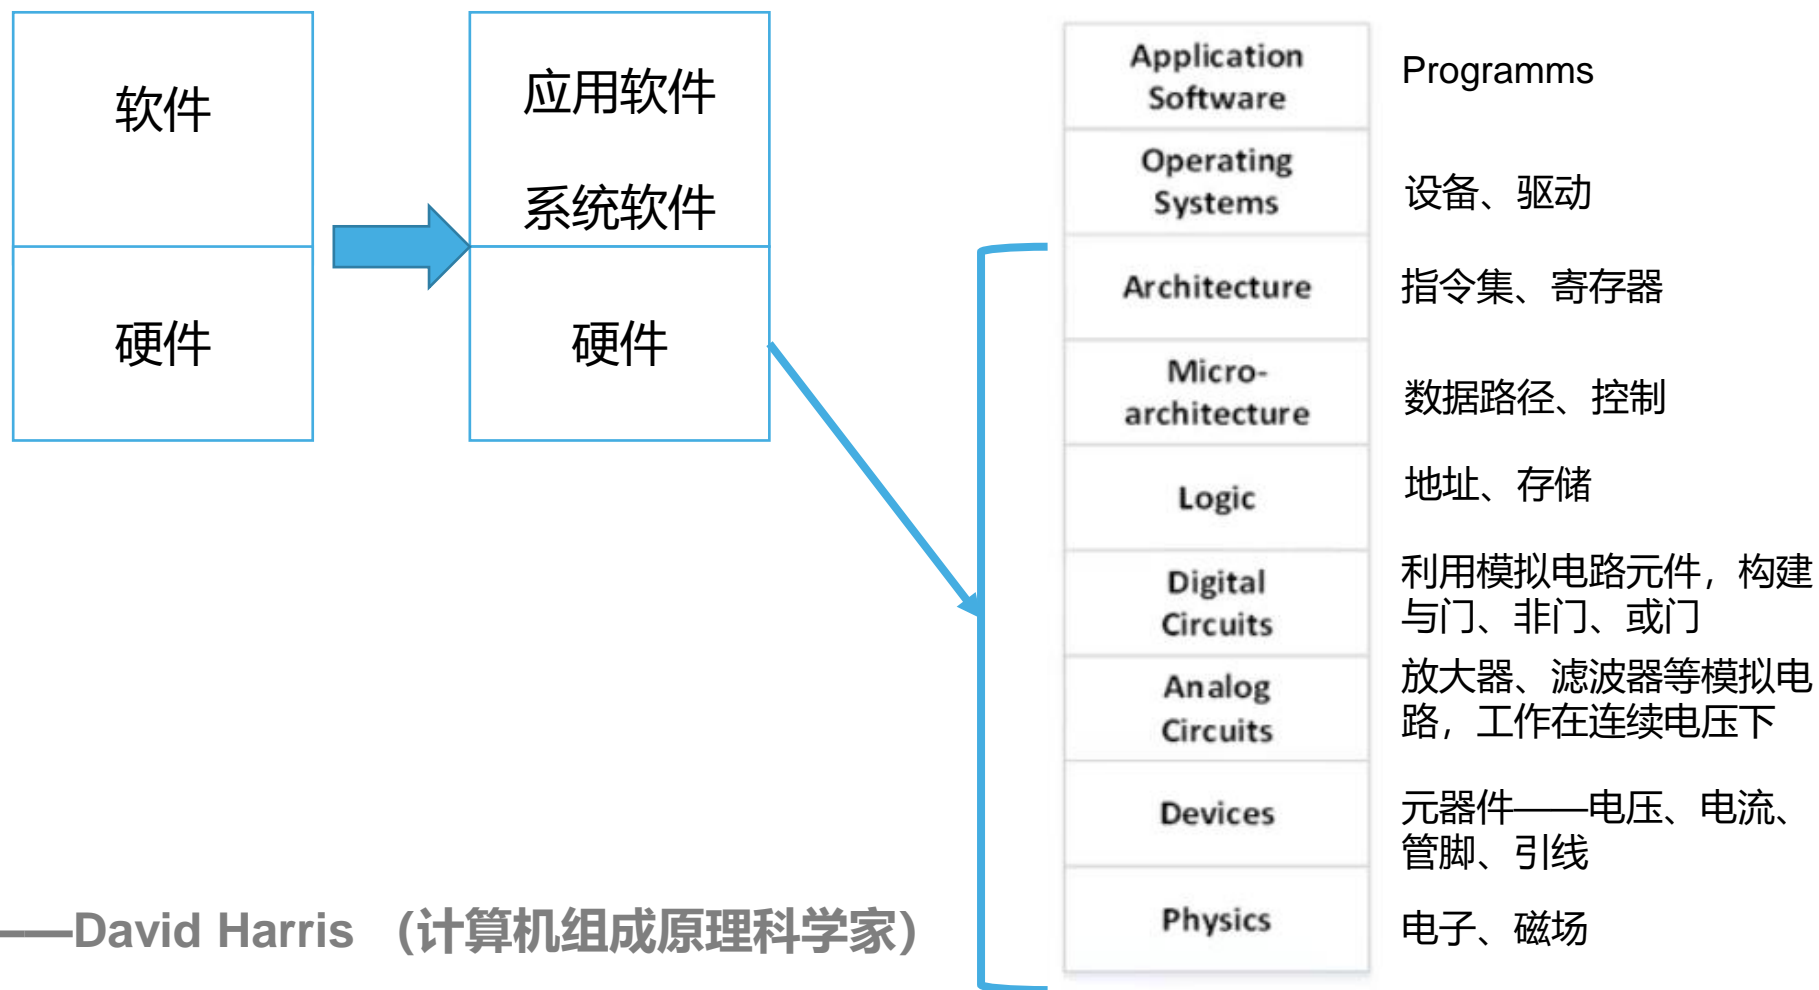 软件
硬件
应用软件
系统软件
硬件
Application
Software
Programms
Operating
Systems
设备、驱动
Architecture
指令集、寄存器
Micro-
architecture
数据路径、控制
Logic
地址、存储
Digital
Circuits
利用模拟电路元件，构建
与门、非门、或门
Analog
Circuits
放大器、滤波器等模拟电
路，工作在连续电压下
Devices
元器件——电压、电流、
管脚、引线
Physics
电子、磁场
——David Harris （计算机组成原理科学家）